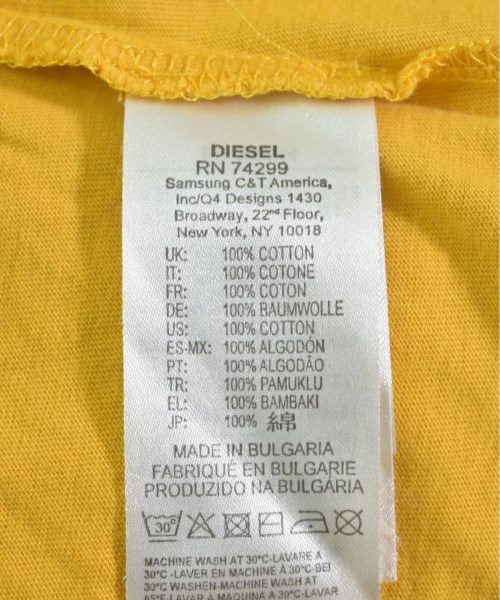 DIESEL
RN 74299
Samsung C&T America,
Inc/Q4 Designs 1430
Broadway, 22nd Floor,
New York, NY 10018
UK: 100% COTTON
IT: 100% COTONE
FR: 100% COTON
DE: 100% BAUMWOLLE
US: 100% COTTON
ES-MX: 100% ALGODÓN
PT: 100% ALGODÃO
TR: 100% PAMUKLU
EL: 100% BAMBAKI
JP: 100% 綿
MADE IN BULGARIA
FABRIQUÉ EN BULGARIE
PRODUZIDO NA BULGÁRIA
30°
MACHINE WASH AT 30°C-LAVARE A
30°C -LAVER EN MACHINE À 30°C-BEI
30°C WASHEN-MACHINE WASH AT
LAVAR A MÁQUINA A 30°C